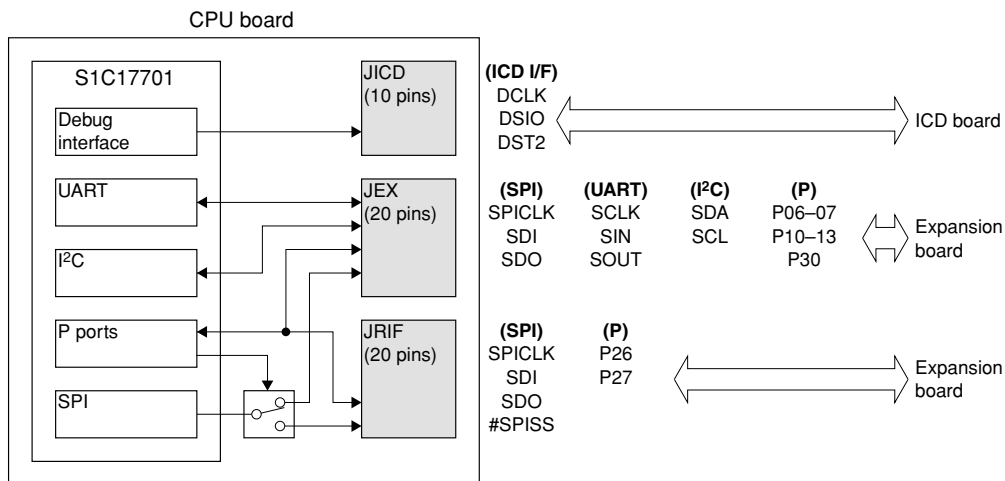 CPU board
S1C17701
Debug
interface
UART
I²C
P ports
SPI
JICD
(10 pins)
JEX
(20 pins)
JRIF
(20 pins)
(ICD I/F)
DCLK
DSIO
DST2
ICD board
(SPI) (UART) (I²C) (P)
SPICLK SCLK SDA P06–07
SDI SIN SCL P10–13
SDO SOUT P30
Expansion
board
(SPI) (P)
SPICLK P26
SDI P27
SDO
#SPISS
Expansion
board